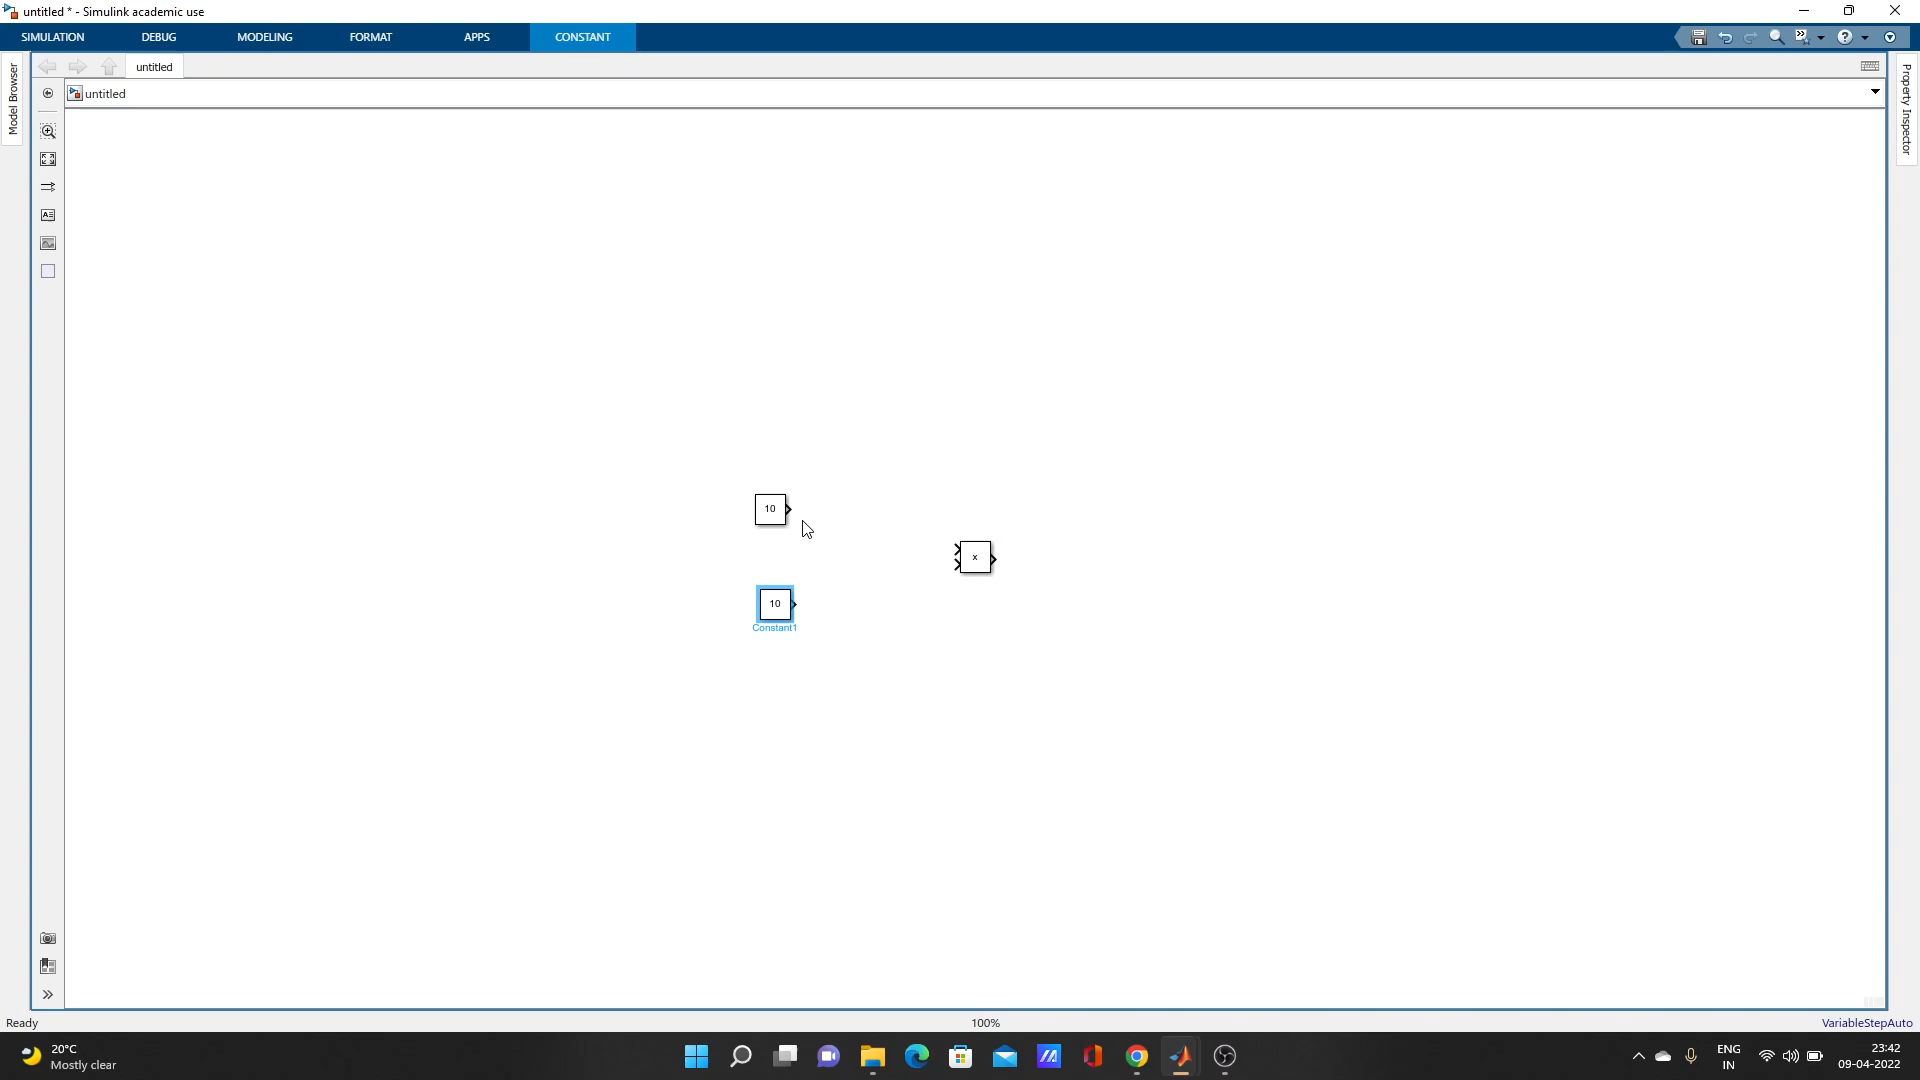 untitled * - Simulink academic use
SIMULATION DEBUG MODELING FORMAT APPS CONSTANT
Model Browser
untitled
Property Inspector
untitled
10
x
10
Constant1
Ready 100% VariableStepAuto
20°C
Mostly clear
ENG
IN
23:42
09-04-2022